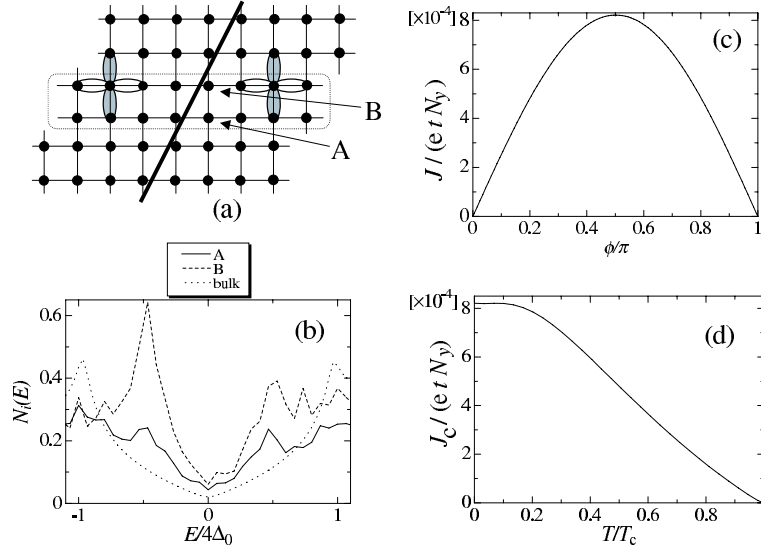 B
A
(a)
A
B
bulk
(b)
0.6
0.4
0.2
0
N_i(E)
-1 0 1
E/4Δ_0
[×10^-4]
8
6
4
2
0
J / (e t N_y)
(c)
0 0.2 0.4 0.6 0.8 1
ϕ/π
[×10^-4]
8
6
4
2
0
J_c / (e t N_y)
(d)
0 0.2 0.4 0.6 0.8
T/T_c